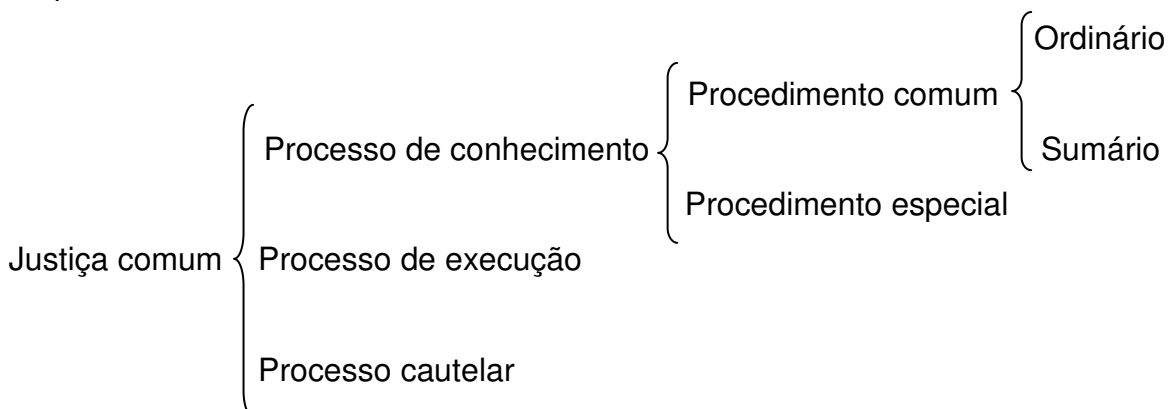 Ordinário
Procedimento comum
Processo de conhecimento
Sumário
Procedimento especial
Justiça comum
Processo de execução
Processo cautelar